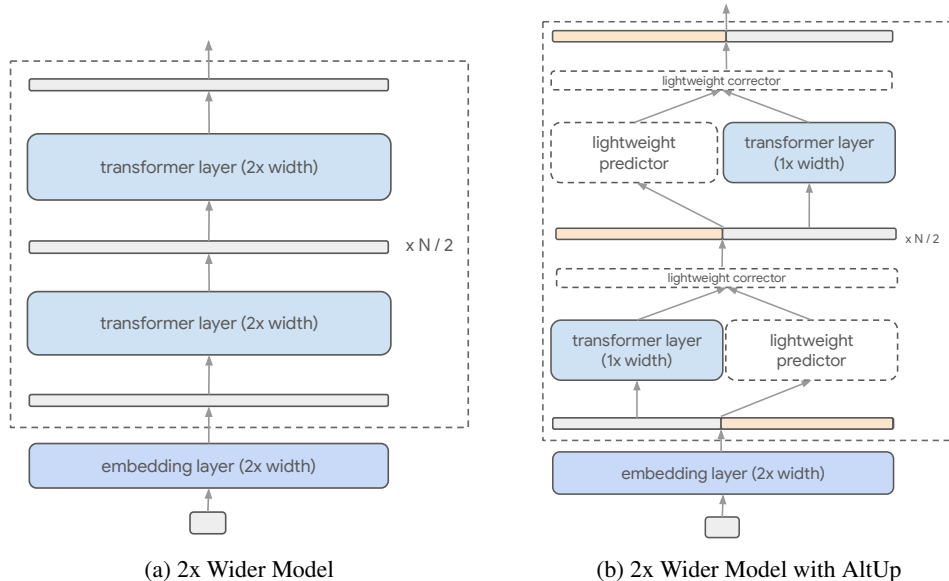 transformer layer (2x width)
x N / 2
transformer layer (2x width)
embedding layer (2x width)
(a) 2x Wider Model
lightweight corrector
lightweight
predictor
transformer layer
(1x width)
x N / 2
lightweight corrector
transformer layer
(1x width)
lightweight
predictor
embedding layer (2x width)
(b) 2x Wider Model with AltUp